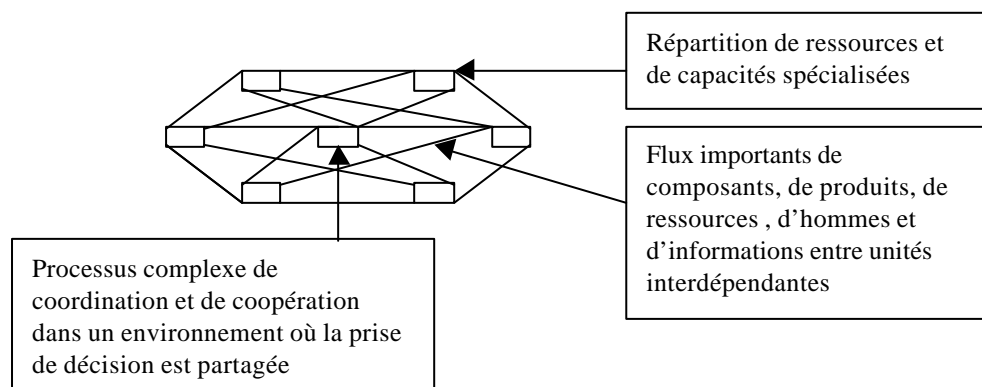 Répartition de ressources et
de capacités spécialisées
Flux importants de
composants, de produits, de
ressources , d’hommes et
d’informations entre unités
interdépendantes
Processus complexe de
coordination et de coopération
dans un environnement où la prise
de décision est partagée